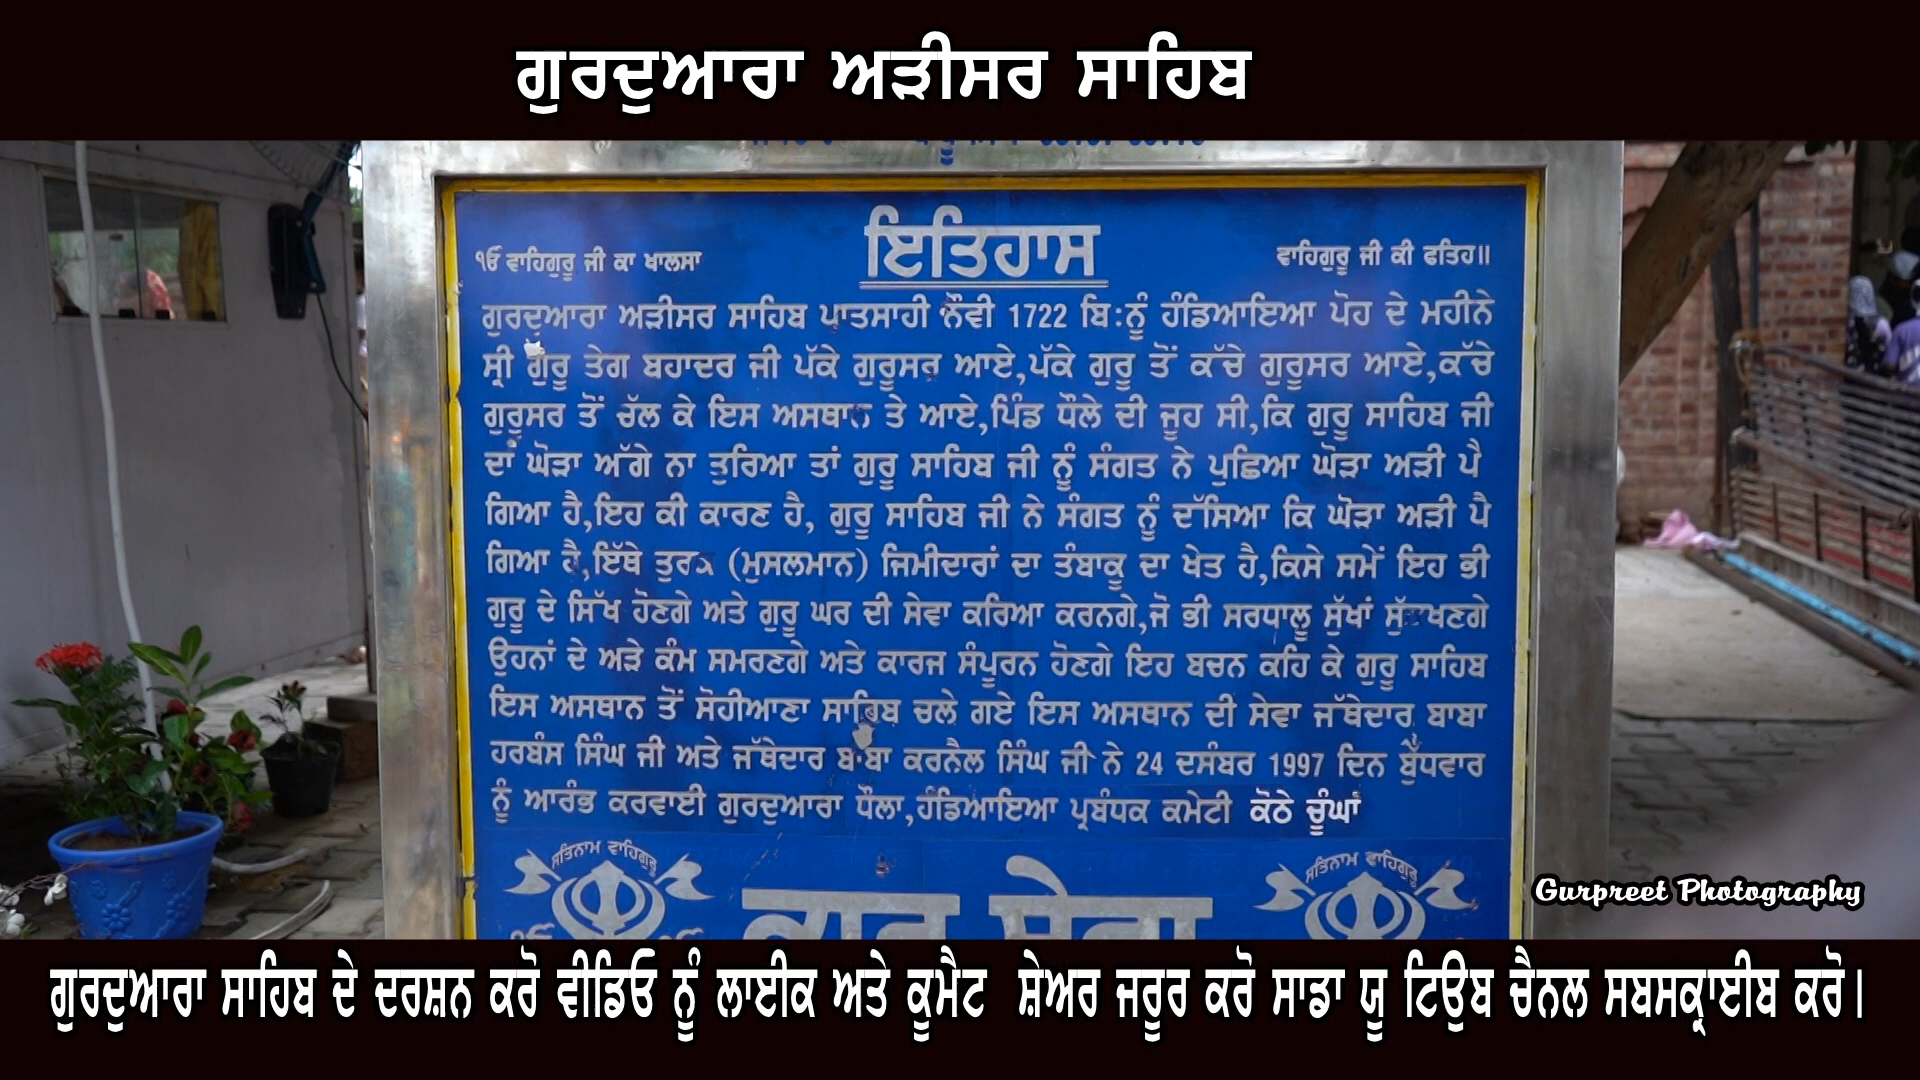 ਗੁਰਦੁਆਰਾ ਅੜੀਸਰ ਸਾਹਿਬ
ਇਤਿਹਾਸ
੧ਓ ਵਾਹਿਗੁਰੂ ਜੀ ਕਾ ਖਾਲਸਾ ਵਾਹਿਗੁਰੂ ਜੀ ਕੀ ਫਤਿਹ॥
ਗੁਰਦੁਆਰਾ ਅੜੀਸਰ ਸਾਹਿਬ ਪਾਤਸਾਹੀ ਨੌਵੀ 1722 ਬਿ:ਨੂੰ ਹੰਡਿਆਇਆ ਪੋਹ ਦੇ ਮਹੀਨੇ
ਸ੍ਰੀ ਗੁਰੂ ਤੇਗ ਬਹਾਦਰ ਜੀ ਪੱਕੇ ਗੁਰੂਸਰ ਆਏ,ਪੱਕੇ ਗੁਰੂ ਤੋਂ ਕੱਚੇ ਗੁਰੂਸਰ ਆਏ,ਕੱਚੇ
ਗੁਰੂਸਰ ਤੋਂ ਚੱਲ ਕੇ ਇਸ ਅਸਥਾਨ ਤੇ ਆਏ,ਪਿੰਡ ਧੌਲੇ ਦੀ ਜੂਹ ਸੀ,ਕਿ ਗੁਰੂ ਸਾਹਿਬ ਜੀ
ਦਾਂ ਘੋੜਾ ਅੱਗੇ ਨਾ ਤੁਰਿਆ ਤਾਂ ਗੁਰੂ ਸਾਹਿਬ ਜੀ ਨੂੰ ਸੰਗਤ ਨੇ ਪੁਛਿਆ ਘੋੜਾ ਅੜੀ ਪੈ
ਗਿਆ ਹੈ,ਇਹ ਕੀ ਕਾਰਣ ਹੈ, ਗੁਰੂ ਸਾਹਿਬ ਜੀ ਨੇ ਸੰਗਤ ਨੂੰ ਦੱਸਿਆ ਕਿ ਘੋੜਾ ਅੜੀ ਪੈ
ਗਿਆ ਹੈ,ਇੱਥੇ ਤੁਰਕ (ਮੁਸਲਮਾਨ) ਜਿਮੀਦਾਰਾਂ ਦਾ ਤੰਬਾਕੂ ਦਾ ਖੇਤ ਹੈ,ਕਿਸੇ ਸਮੇਂ ਇਹ ਭੀ
ਗੁਰੂ ਦੇ ਸਿੱਖ ਹੋਣਗੇ ਅਤੇ ਗੁਰੂ ਘਰ ਦੀ ਸੇਵਾ ਕਰਿਆ ਕਰਨਗੇ,ਜੋ ਭੀ ਸਰਧਾਲੂ ਸੁੱਖਾਂ
ਉਹਨਾਂ ਦੇ ਅੜੇ ਕੰਮ ਸਮਰਣਗੇ ਅਤੇ ਕਾਰਜ ਸੰਪੂਰਨ ਹੋਣਗੇ ਇਹ ਬਚਨ ਕਹਿ ਕੇ ਗੁਰੂ ਸਾਹਿਬ
ਇਸ ਅਸਥਾਨ ਤੋਂ ਸੋਹੀਆਣਾ ਸਾਹਿਬ ਚਲੇ ਗਏ ਇਸ ਅਸਥਾਨ ਦੀ ਸੇਵਾ ਜੱਥੇਦਾਰ ਬਾਬਾ
ਹਰਬੰਸ ਸਿੰਘ ਜੀ ਅਤੇ ਜੱਥੇਦਾਰ ਬਾਬਾ ਕਰਨੈਲ ਸਿੰਘ ਜੀ ਨੇ 24 ਦਸੰਬਰ 1997 ਦਿਨ ਬੁੱਧਵਾਰ
ਨੂੰ ਆਰੰਭ ਕਰਵਾਈ ਗੁਰਦੁਆਰਾ ਧੌਲਾ,ਹੰਡਿਆਇਆ ਪ੍ਰਬੰਧਕ ਕਮੇਟੀ ਕੋਠੇ ਚੂੰਘਾਂ
ਸਤਿਨਾਮ ਵਾਹਿਗੁਰੂ ਸਤਿਨਾਮ ਵਾਹਿਗੁਰੂ
ਕਾਰ ਸੇਵਾ
Gurpreet Photography
ਗੁਰਦੁਆਰਾ ਸਾਹਿਬ ਦੇ ਦਰਸ਼ਨ ਕਰੋ ਵੀਡਿਓ ਨੂੰ ਲਾਈਕ ਅਤੇ ਕੂਮੈਟ ਸ਼ੇਅਰ ਜਰੂਰ ਕਰੋ ਸਾਡਾ ਯੂ ਟਿਉਬ ਚੈਨਲ ਸਬਸਕ੍ਰਾਈਬ ਕਰੋ।